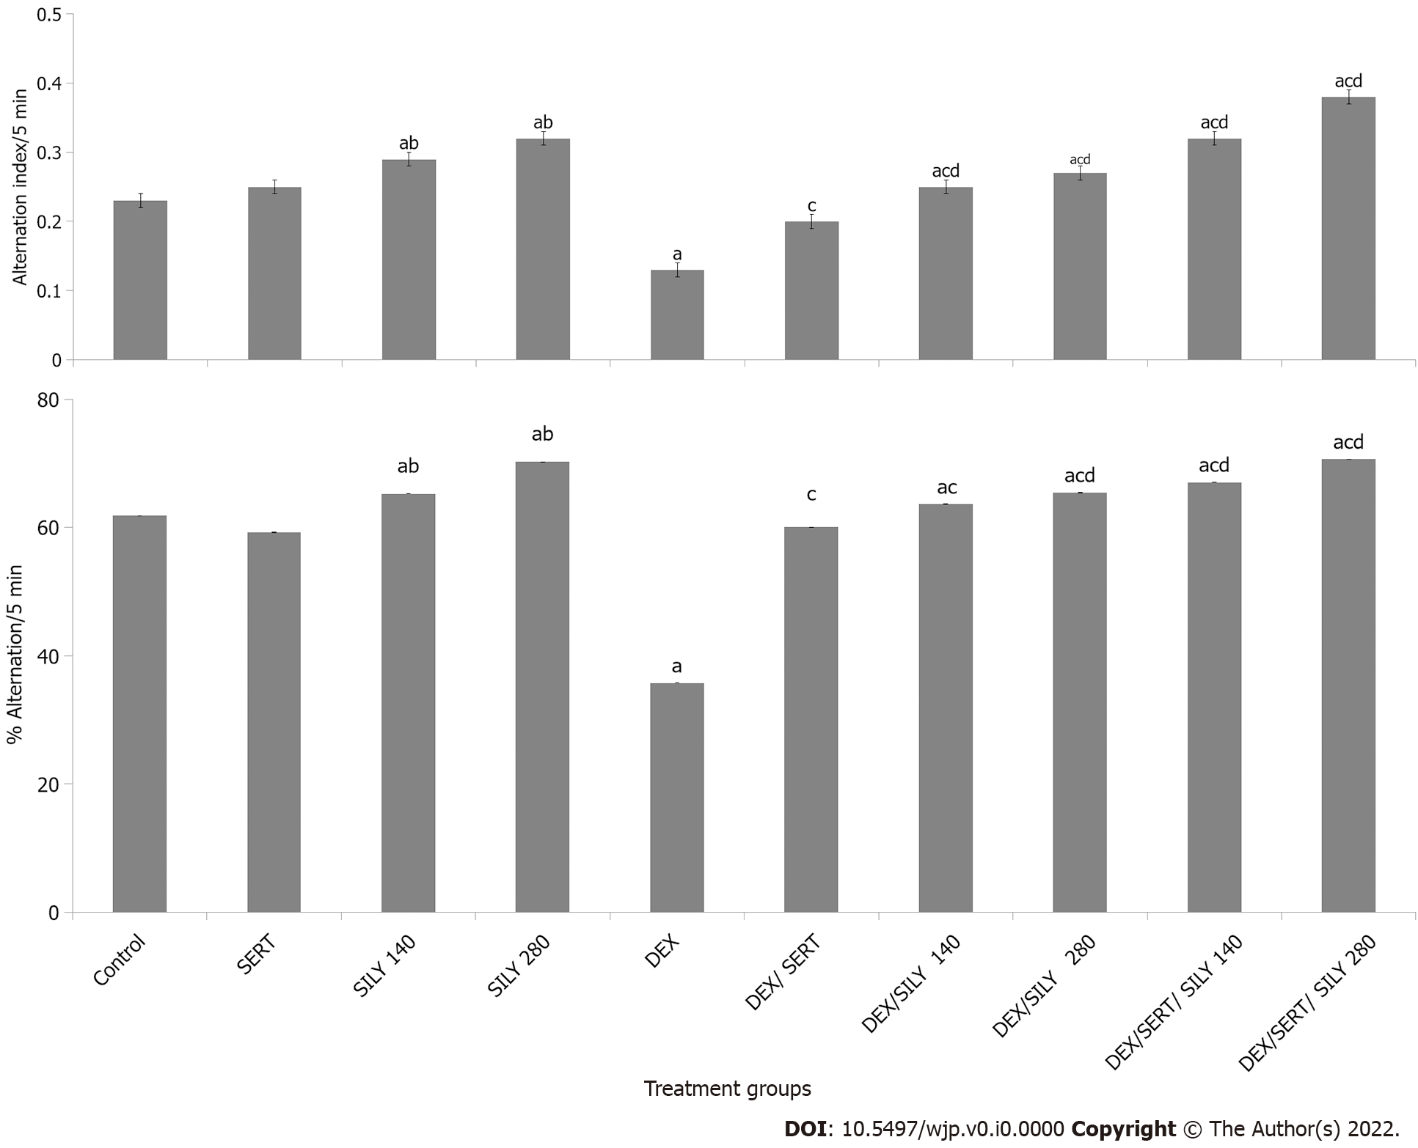 0.5
0.4
0.3
0.2
0.1
0
Alternation index/5 min
ab
ab
a
c
acd
acd
acd
acd
80
60
40
20
0
% Alternation/5 min
ab
ab
a
c
ac
acd
acd
acd
Control
SERT
SILY 140
SILY 280
DEX
DEX/ SERT
DEX/SILY 140
DEX/SILY 280
DEX/SERT/ SILY 140
DEX/SERT/ SILY 280
Treatment groups
DOI: 10.5497/wjp.v0.i0.0000 Copyright © The Author(s) 2022.